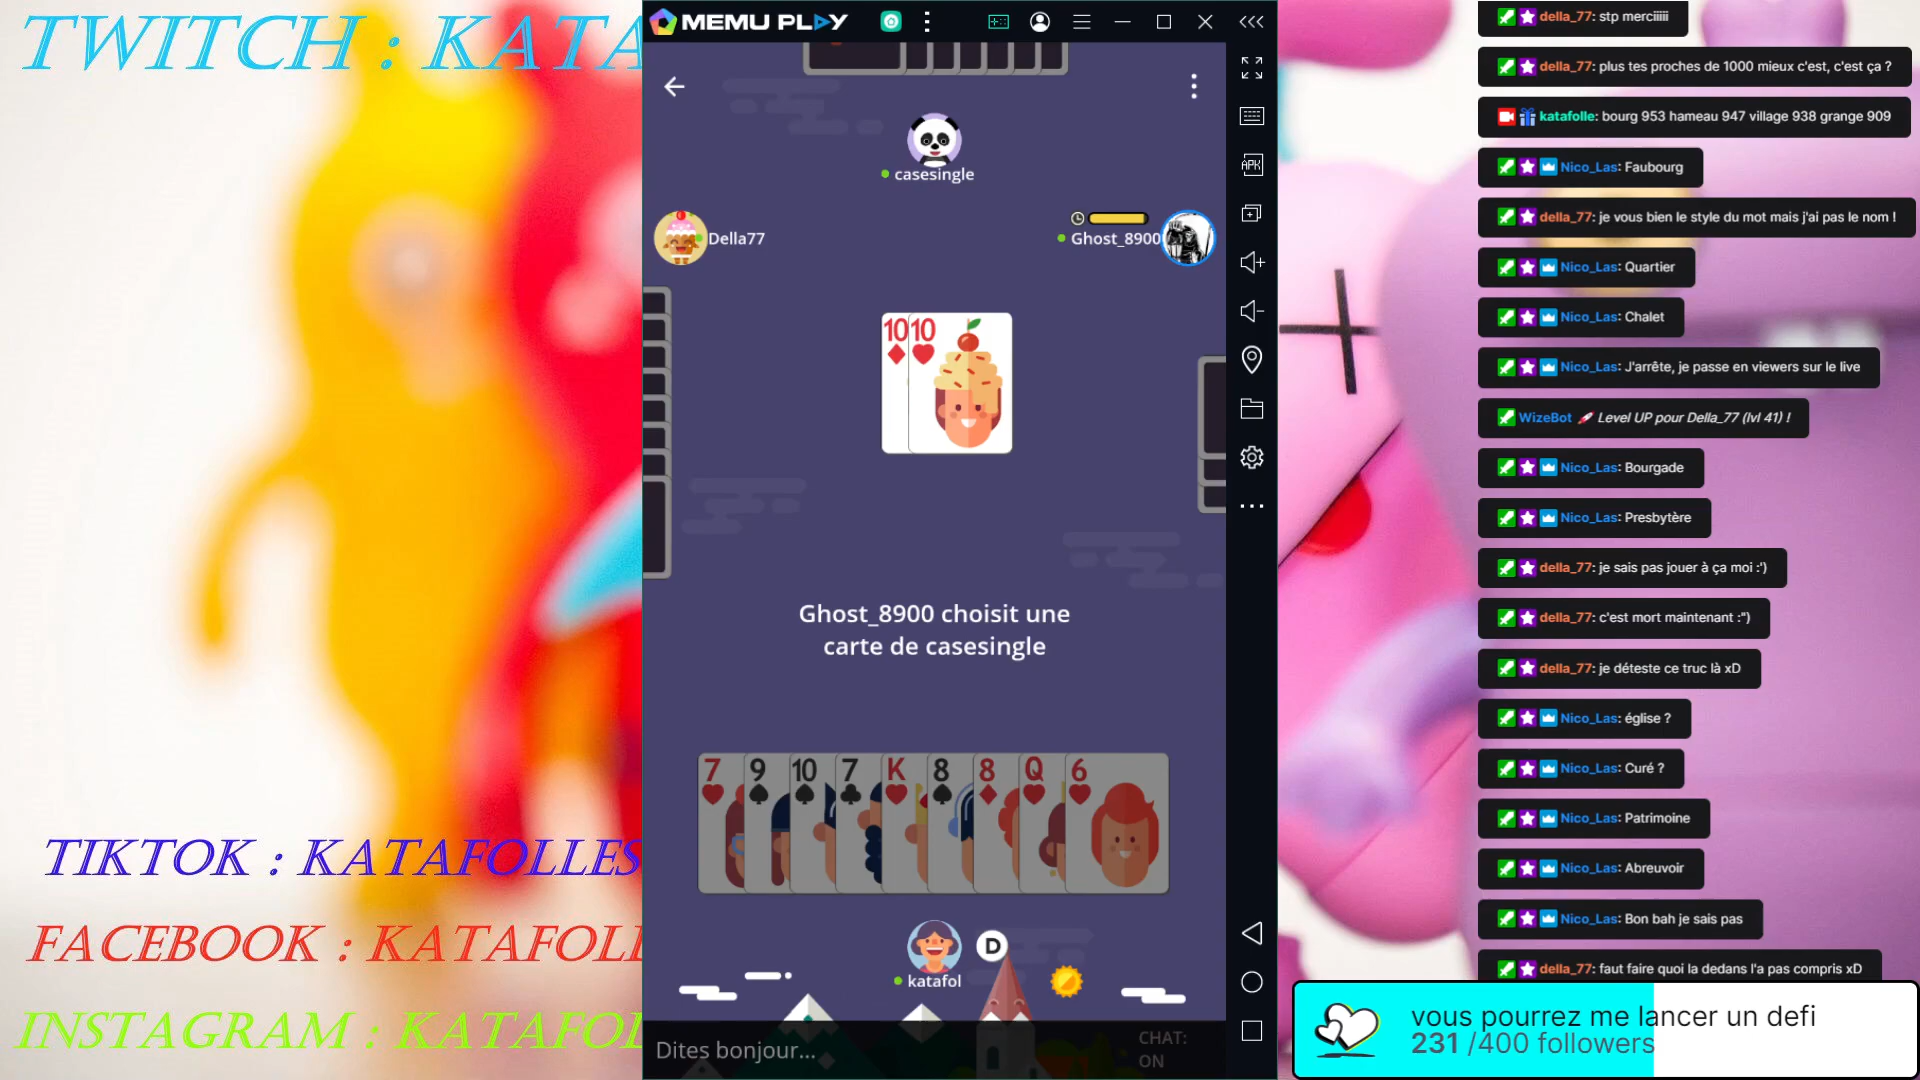 TWITCH : KATA
TIKTOK : KATAFOLLES
FACEBOOK : KATAFOLL
INSTAGRAM : KATAFOL
MEMU PLAY
APK
casesingle
Della77
Ghost_8900
10
10
Ghost_8900 choisit une
carte de casesingle
7
9
10
7
K
8
8
Q
6
D
katafol
Dites bonjour...
CHAT:
ON
della_77: stp merciiiii
della_77: plus tes proches de 1000 mieux c'est, c'est ça ?
katafolle: bourg 953 hameau 947 village 938 grange 909
Nico_Las: Faubourg
della_77: je vous bien le style du mot mais j'ai pas le nom !
Nico_Las: Quartier
Nico_Las: Chalet
Nico_Las: J'arrête, je passe en viewers sur le live
WizeBot 🚀 Level UP pour Della_77 (lvl 41) !
Nico_Las: Bourgade
Nico_Las: Presbytère
della_77: je sais pas jouer à ça moi :')
della_77: c'est mort maintenant :")
della_77: je déteste ce truc là xD
Nico_Las: église ?
Nico_Las: Curé ?
Nico_Las: Patrimoine
Nico_Las: Abreuvoir
Nico_Las: Bon bah je sais pas
della_77: faut faire quoi la dedans l'a pas compris xD
vous pourrez me lancer un defi
231 /400 followers